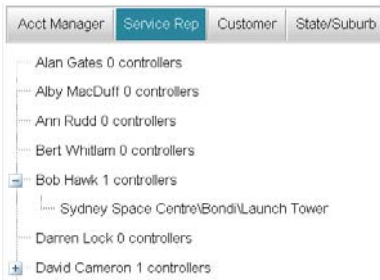 Acct Manager Service Rep Customer State/Suburb
Alan Gates 0 controllers
Alby MacDuff 0 controllers
Ann Rudd 0 controllers
Bert Whitlam 0 controllers
Bob Hawk 1 controllers
Sydney Space Centre\Bondi\Launch Tower
Darren Lock 0 controllers
David Cameron 1 controllers